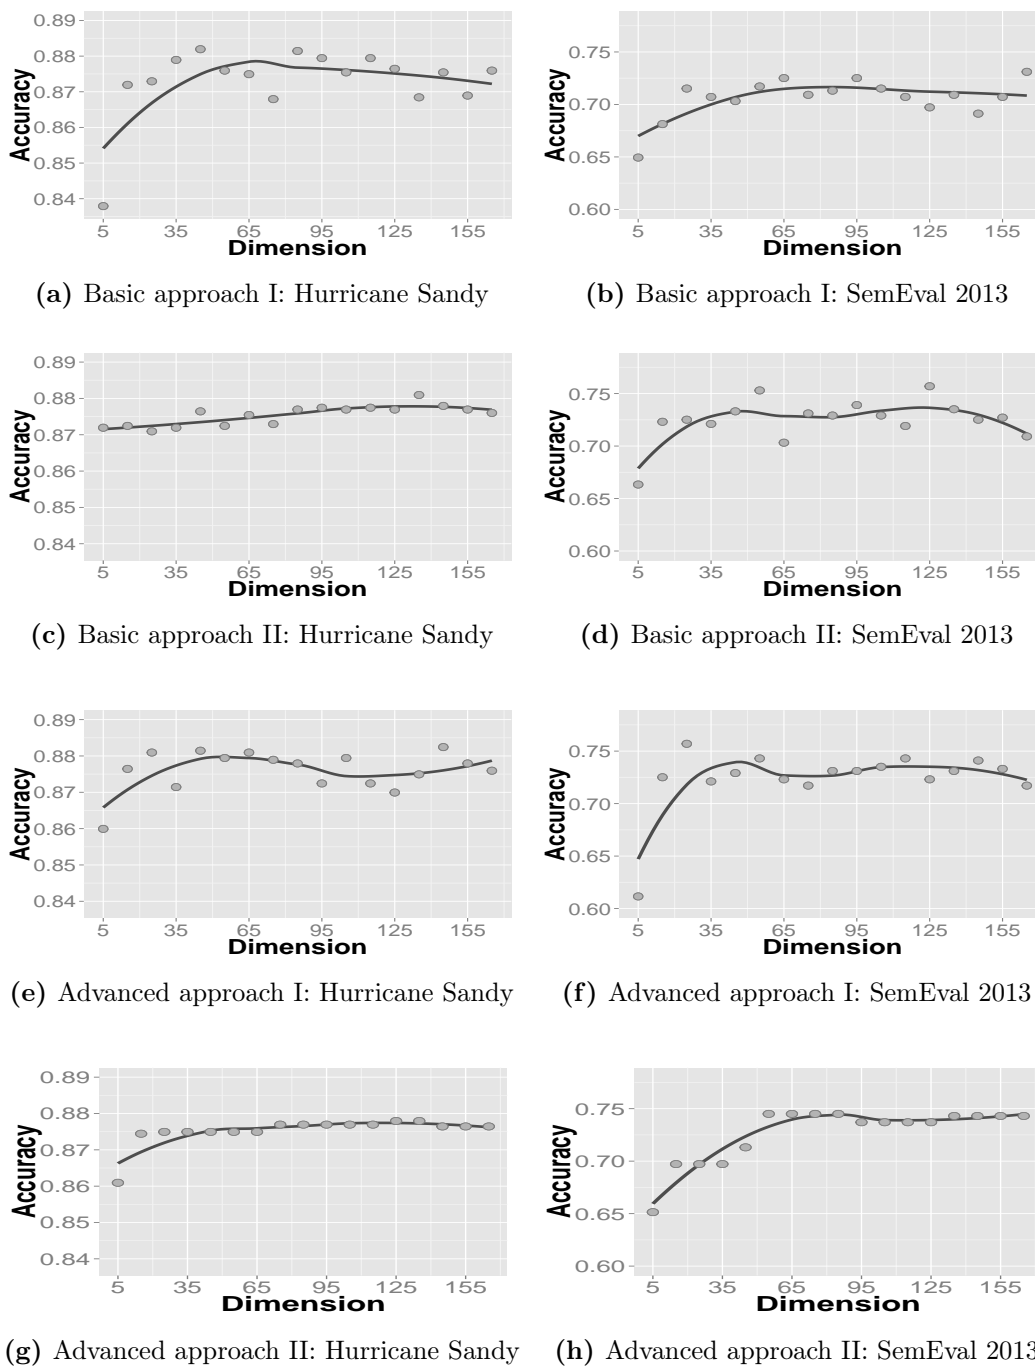 0.89
0.88
0.87
0.86
0.85
0.84
Accuracy
5 35 65 95 125 155
Dimension
(a) Basic approach I: Hurricane Sandy
0.75
0.70
0.65
0.60
Accuracy
5 35 65 95 125 155
Dimension
(b) Basic approach I: SemEval 2013
0.89
0.88
0.87
0.86
0.85
0.84
Accuracy
5 35 65 95 125 155
Dimension
(c) Basic approach II: Hurricane Sandy
0.75
0.70
0.65
0.60
Accuracy
5 35 65 95 125 155
Dimension
(d) Basic approach II: SemEval 2013
0.89
0.88
0.87
0.86
0.85
0.84
Accuracy
5 35 65 95 125 155
Dimension
(e) Advanced approach I: Hurricane Sandy
0.75
0.70
0.65
0.60
Accuracy
5 35 65 95 125 155
Dimension
(f) Advanced approach I: SemEval 2013
0.89
0.88
0.87
0.86
0.85
0.84
Accuracy
5 35 65 95 125 155
Dimension
(g) Advanced approach II: Hurricane Sandy
0.75
0.70
0.65
0.60
Accuracy
5 35 65 95 125 155
Dimension
(h) Advanced approach II: SemEval 2013